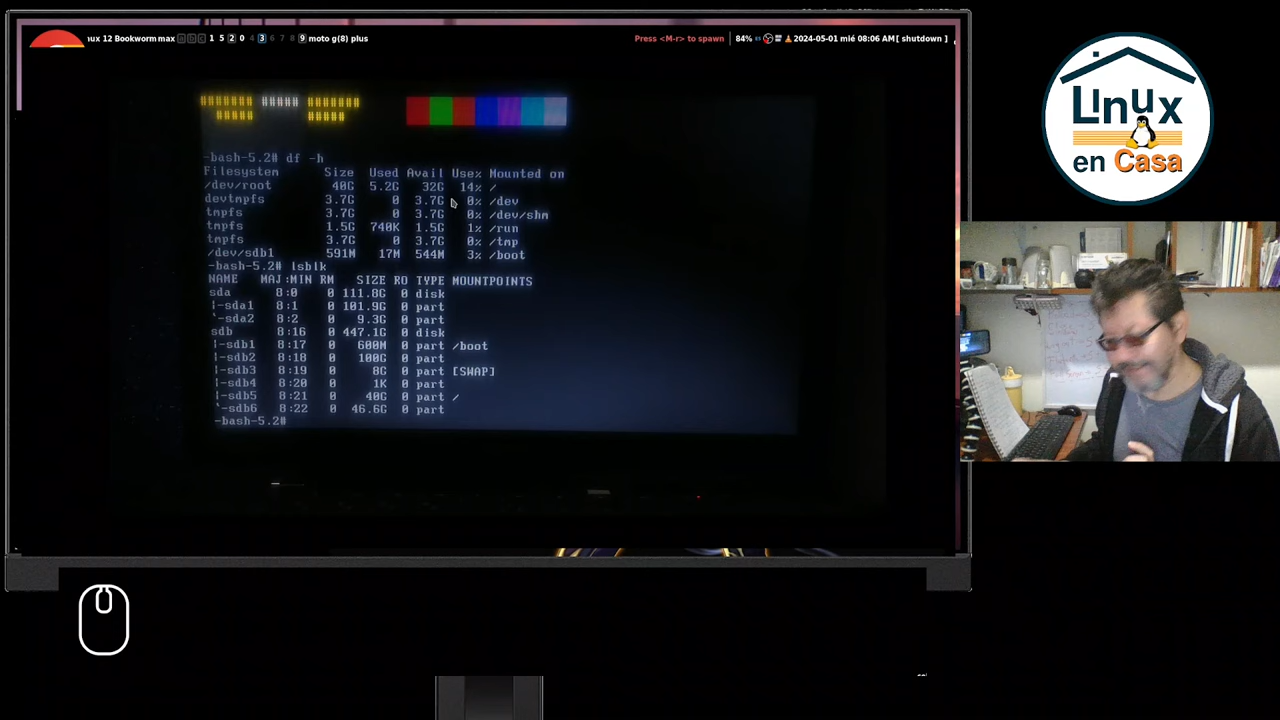 ıux 12 Bookworm max a b c 1 5 2 0 4 3 6 7 8 9 moto g(8) plus
Press <M-r> to spawn 84% 2024-05-01 mié 08:06 AM [ shutdown ]
####### ##### #######
##### #####
-bash-5.2# df -h
Filesystem Size Used Avail Use% Mounted on
/dev/root 40G 5.2G 32G 14% /
devtmpfs 3.7G 0 3.7G 0% /dev
tmpfs 3.7G 0 3.7G 0% /dev/shm
tmpfs 1.5G 740K 1.5G 1% /run
tmpfs 3.7G 0 3.7G 0% /tmp
/dev/sdb1 591M 17M 544M 3% /boot
-bash-5.2# lsblk
NAME MAJ:MIN RM SIZE RO TYPE MOUNTPOINTS
sda 8:0 0 111.8G 0 disk
|-sda1 8:1 0 101.9G 0 part
`-sda2 8:2 0 9.3G 0 part
sdb 8:16 0 447.1G 0 disk
|-sdb1 8:17 0 600M 0 part /boot
|-sdb2 8:18 0 100G 0 part
|-sdb3 8:19 0 8G 0 part [SWAP]
|-sdb4 8:20 0 1K 0 part
|-sdb5 8:21 0 40G 0 part /
`-sdb6 8:22 0 46.6G 0 part
-bash-5.2#
Linux
en Casa